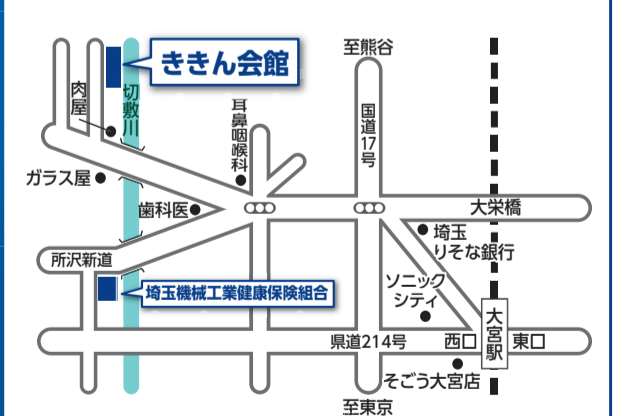 ききん会館
至熊谷
肉屋
切敷川
耳鼻咽喉科
国道17号
ガラス屋
歯科医
大栄橋
埼玉
りそな銀行
所沢新道
ソニック
シティ
埼玉機械工業健康保険組合
大宮駅
県道214号
西口
東口
そごう大宮店
至東京